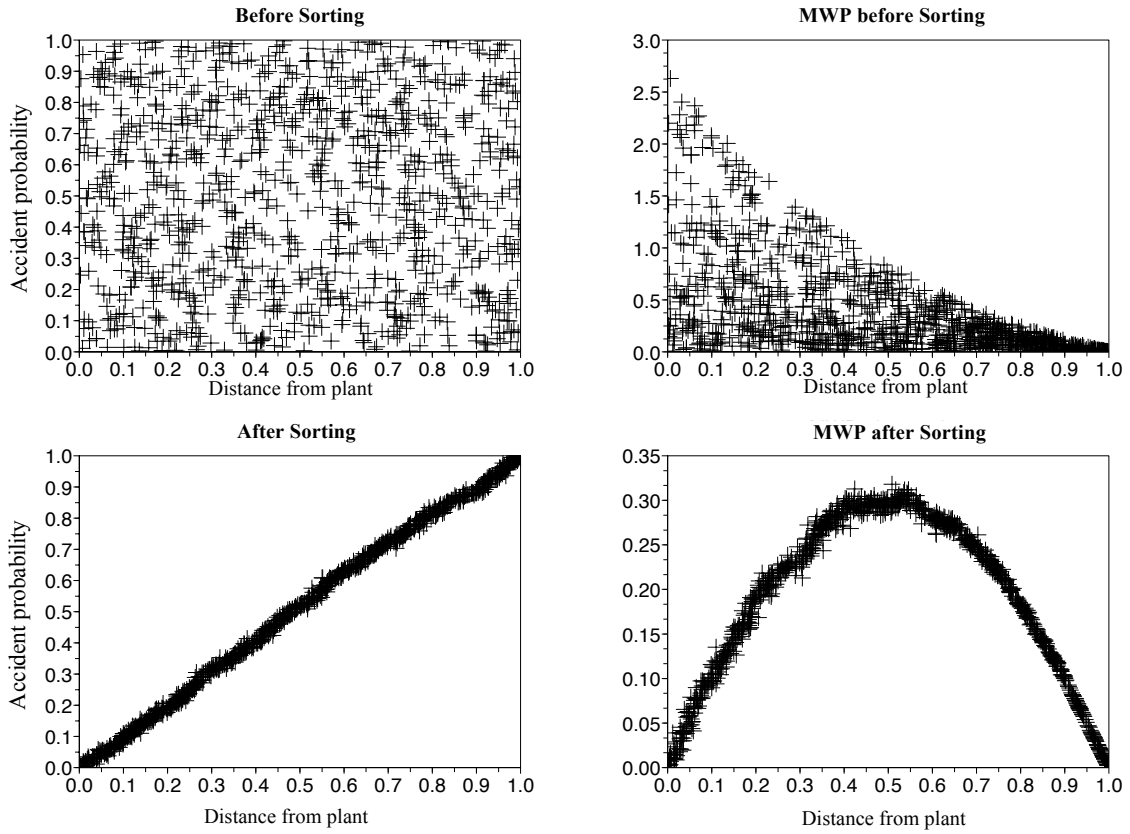 Before Sorting
1.0
0.9
0.8
0.7
0.6
0.5
0.4
0.3
0.2
0.1
0.0
Accident probability
0.0 0.1 0.2 0.3 0.4 0.5 0.6 0.7 0.8 0.9 1.0
Distance from plant
MWP before Sorting
3.0
2.5
2.0
1.5
1.0
0.5
0.0
0.0 0.1 0.2 0.3 0.4 0.5 0.6 0.7 0.8 0.9 1.0
Distance from plant
After Sorting
1.0
0.9
0.8
0.7
0.6
0.5
0.4
0.3
0.2
0.1
0.0
Accident probability
0.0 0.1 0.2 0.3 0.4 0.5 0.6 0.7 0.8 0.9 1.0
Distance from plant
MWP after Sorting
0.35
0.30
0.25
0.20
0.15
0.10
0.05
0.00
0.0 0.1 0.2 0.3 0.4 0.5 0.6 0.7 0.8 0.9 1.0
Distance from plant